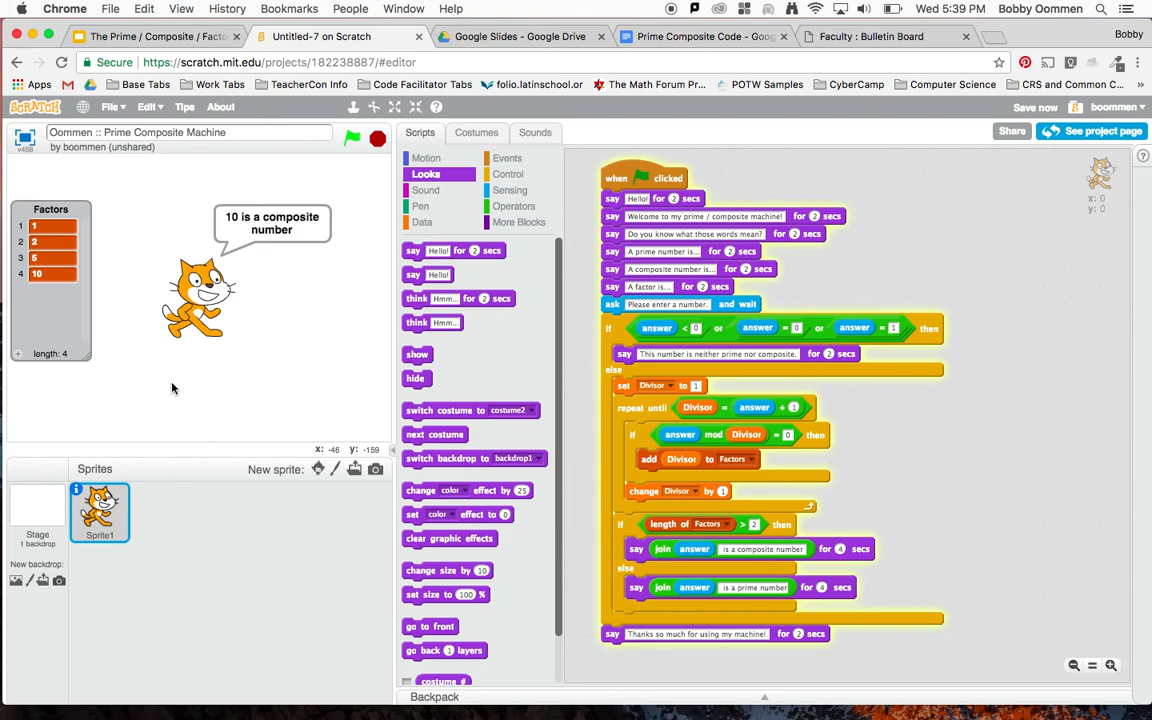 Chrome File Edit View History Bookmarks People Window Help Wed 5:39 PM Bobby Oommen
The Prime / Composite / Facto Untitled-7 on Scratch Google Slides - Google Drive Prime Composite Code - Goog Faculty : Bulletin Board Bobby
Secure https://scratch.mit.edu/projects/182238887/#editor
Apps Base Tabs Work Tabs TeacherCon Info Code Facilitator Tabs folio.latinschool.or The Math Forum Pr... POTW Samples CyberCamp Computer Science CRS and Common C...
SCRATCH File Edit Tips About Save now boommen
v458 Oommen :: Prime Composite Machine
by boommen (unshared)
Scripts Costumes Sounds
Share See project page
Factors
1 1
2 2
3 5
4 10
length: 4
10 is a composite
number
x: -46 y: -159
Sprites New sprite:
Stage
1 backdrop
New backdrop:
Sprite1
Motion Events
Looks Control
Sound Sensing
Pen Operators
Data More Blocks
say Hello! for 2 secs
say Hello!
think Hmm... for 2 secs
think Hmm...
show
hide
switch costume to costume2
next costume
switch backdrop to backdrop1
change color effect by 25
set color effect to 0
clear graphic effects
change size by 10
set size to 100 %
go to front
go back 1 layers
costume #
when clicked
say Hello! for 2 secs
say Welcome to my prime / composite machine! for 2 secs
say Do you know what those words mean? for 2 secs
say A prime number is... for 2 secs
say A composite number is... for 2 secs
say A factor is... for 2 secs
ask Please enter a number. and wait
if answer < 0 or answer = 0 or answer = 1 then
say This number is neither prime nor composite. for 2 secs
else
set Divisor to 1
repeat until Divisor = answer + 1
if answer mod Divisor = 0 then
add Divisor to Factors
change Divisor by 1
if length of Factors > 2 then
say join answer is a composite number for 4 secs
else
say join answer is a prime number for 4 secs
say Thanks so much for using my machine! for 2 secs
x: 0
y: 0
Backpack